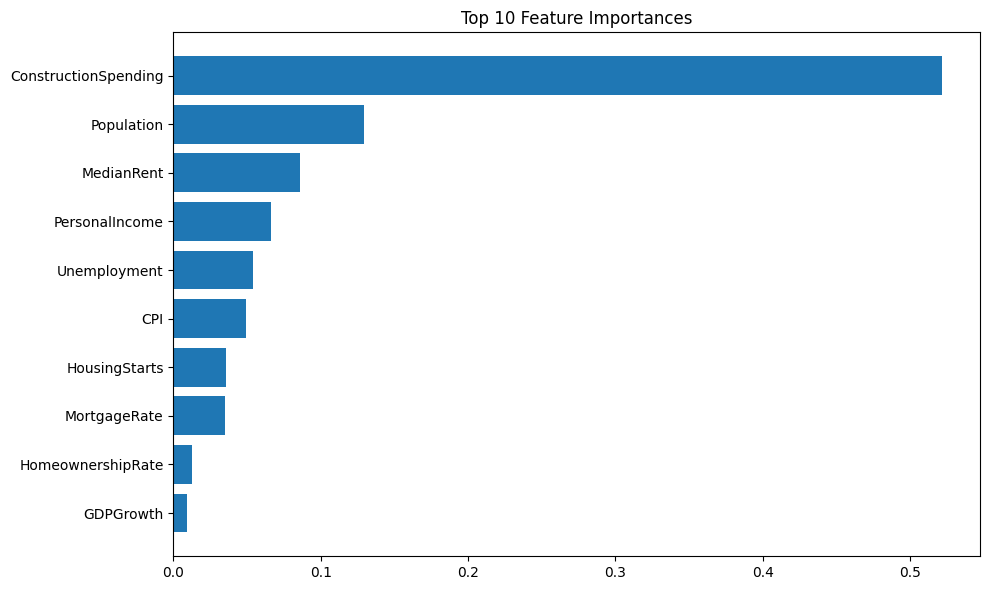 Top 10 Feature Importances
ConstructionSpending
Population
MedianRent
PersonalIncome
Unemployment
CPI
HousingStarts
MortgageRate
HomeownershipRate
GDPGrowth
0.0 0.1 0.2 0.3 0.4 0.5